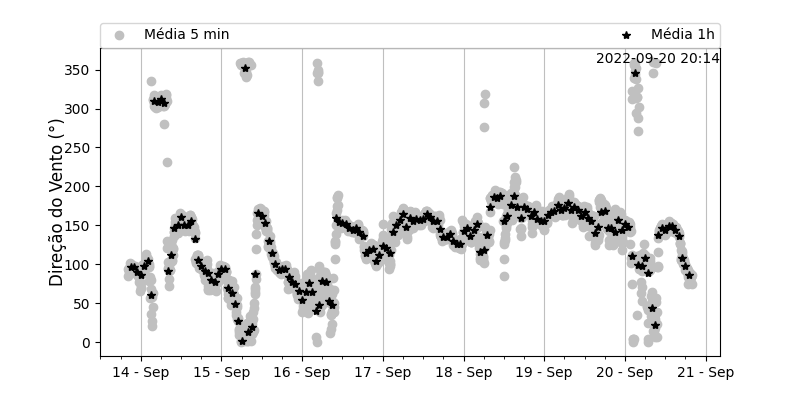 Média 5 min
Média 1h
2022-09-20 20:14
Direção do Vento (°)
350
300
250
200
150
100
50
0
14 - Sep
15 - Sep
16 - Sep
17 - Sep
18 - Sep
19 - Sep
20 - Sep
21 - Sep